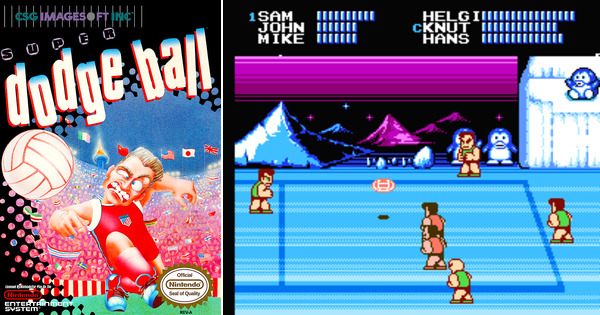 CSG IMAGESOFT INC
SUPER
dodge ball
Official
Nintendo
Seal of Quality
Nintendo
ENTERTAINMENT
SYSTEM
REV-A
1SAM
JOHN
MIKE
HELGI
CKNUT
HANS